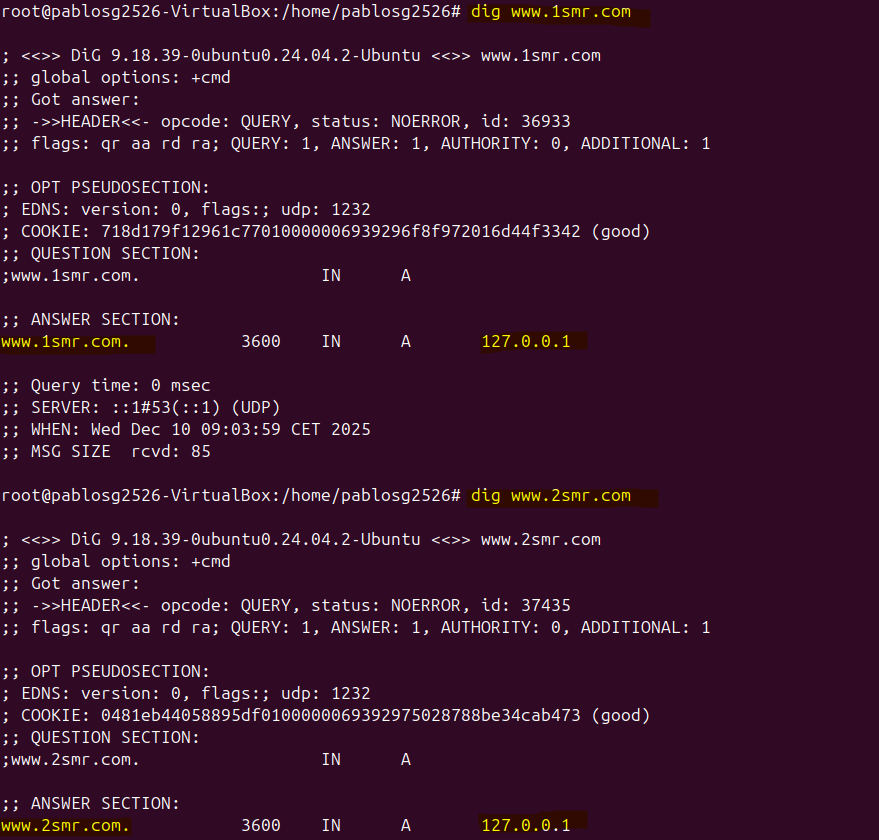 root@pablosg2526-VirtualBox:/home/pablosg2526# dig www.1smr.com
; <<>> DiG 9.18.39-0ubuntu0.24.04.2-Ubuntu <<>> www.1smr.com
;; global options: +cmd
;; Got answer:
;; ->>HEADER<<- opcode: QUERY, status: NOERROR, id: 36933
;; flags: qr aa rd ra; QUERY: 1, ANSWER: 1, AUTHORITY: 0, ADDITIONAL: 1
;; OPT PSEUDOSECTION:
; EDNS: version: 0, flags:; udp: 1232
; COOKIE: 718d179f12961c77010000006939296f8f972016d44f3342 (good)
;; QUESTION SECTION:
;www.1smr.com. IN A
;; ANSWER SECTION:
www.1smr.com. 3600 IN A 127.0.0.1
;; Query time: 0 msec
;; SERVER: ::1#53(::1) (UDP)
;; WHEN: Wed Dec 10 09:03:59 CET 2025
;; MSG SIZE  rcvd: 85
root@pablosg2526-VirtualBox:/home/pablosg2526# dig www.2smr.com
; <<>> DiG 9.18.39-0ubuntu0.24.04.2-Ubuntu <<>> www.2smr.com
;; global options: +cmd
;; Got answer:
;; ->>HEADER<<- opcode: QUERY, status: NOERROR, id: 37435
;; flags: qr aa rd ra; QUERY: 1, ANSWER: 1, AUTHORITY: 0, ADDITIONAL: 1
;; OPT PSEUDOSECTION:
; EDNS: version: 0, flags:; udp: 1232
; COOKIE: 0481eb44058895df0100000069392975028788be34cab473 (good)
;; QUESTION SECTION:
;www.2smr.com. IN A
;; ANSWER SECTION:
www.2smr.com. 3600 IN A 127.0.0.1